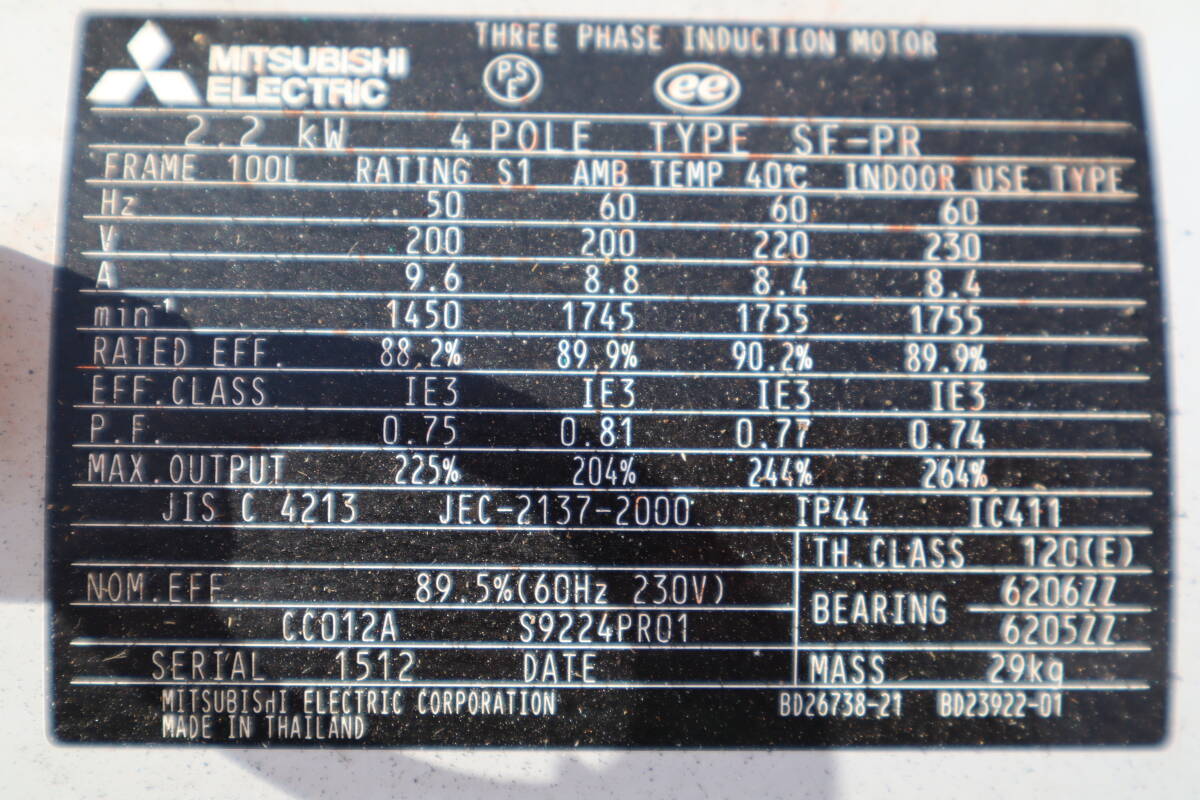 THREE PHASE INDUCTION MOTOR
MITSUBISHI ELECTRIC
PSE
ee
2.2 kW 4 POLE TYPE SF-PR
FRAME 100L RATING S1 AMB TEMP 40℃ INDOOR USE TYPE
Hz 50 60 60 60
V 200 200 220 230
A 9.6 8.8 8.4 8.4
min⁻¹ 1450 1745 1755 1755
RATED EFF. 88.2% 89.9% 90.2% 89.9%
EFF.CLASS IE3 IE3 IE3 IE3
P.F. 0.75 0.81 0.77 0.74
MAX.OUTPUT 225% 204% 244% 264%
JIS C 4213 JEC-2137-2000 IP44 IC411
TH.CLASS 120(E)
NOM.EFF. 89.5%(60Hz 230V)
BEARING 6206ZZ
6205ZZ
CC012A S9224PR01
SERIAL 1512 DATE MASS 29kg
MITSUBISHI ELECTRIC CORPORATION BD26738-21 BD23922-01
MADE IN THAILAND